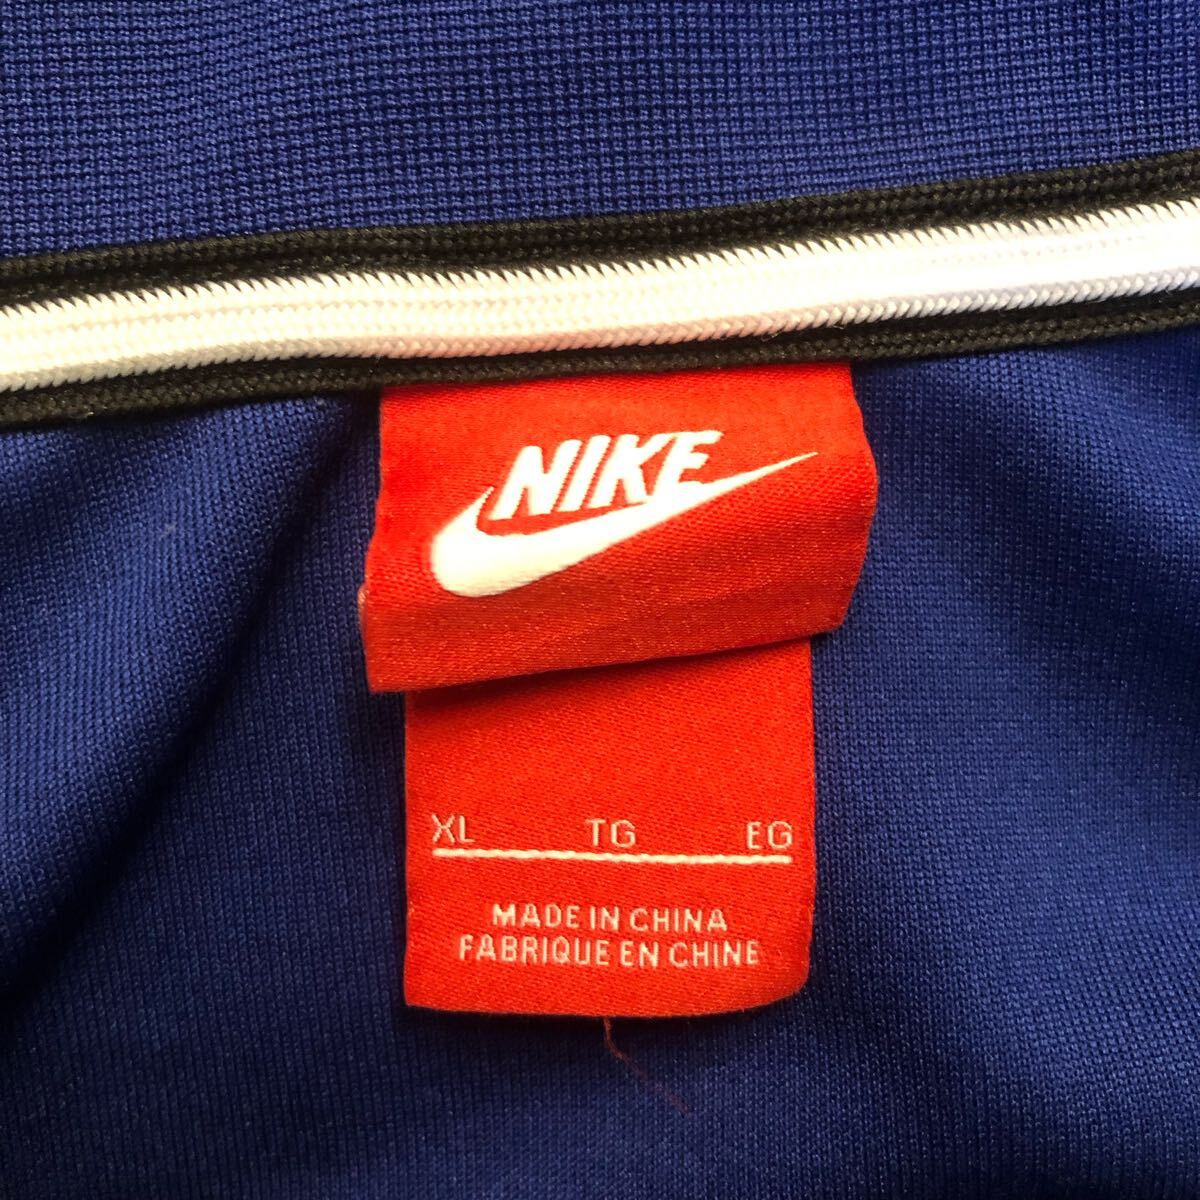 NIKE
XL TG EG
MADE IN CHINA
FABRIQUE EN CHINE